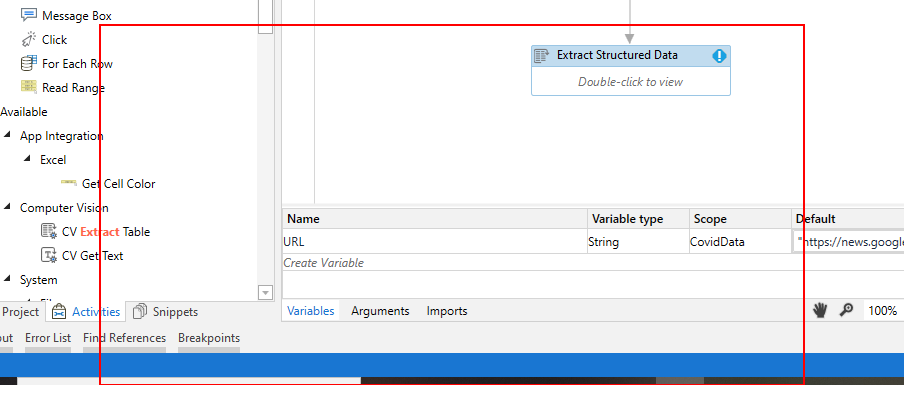 Message Box
Click
For Each Row
Read Range
Available
App Integration
Excel
Get Cell Color
Computer Vision
CV Extract Table
CV Get Text
System
Extract Structured Data
Double-click to view
Name Variable type Scope Default
URL String CovidData "https://news.google
Create Variable
Project Activities Snippets
Variables Arguments Imports 100%
Error List Find References Breakpoints